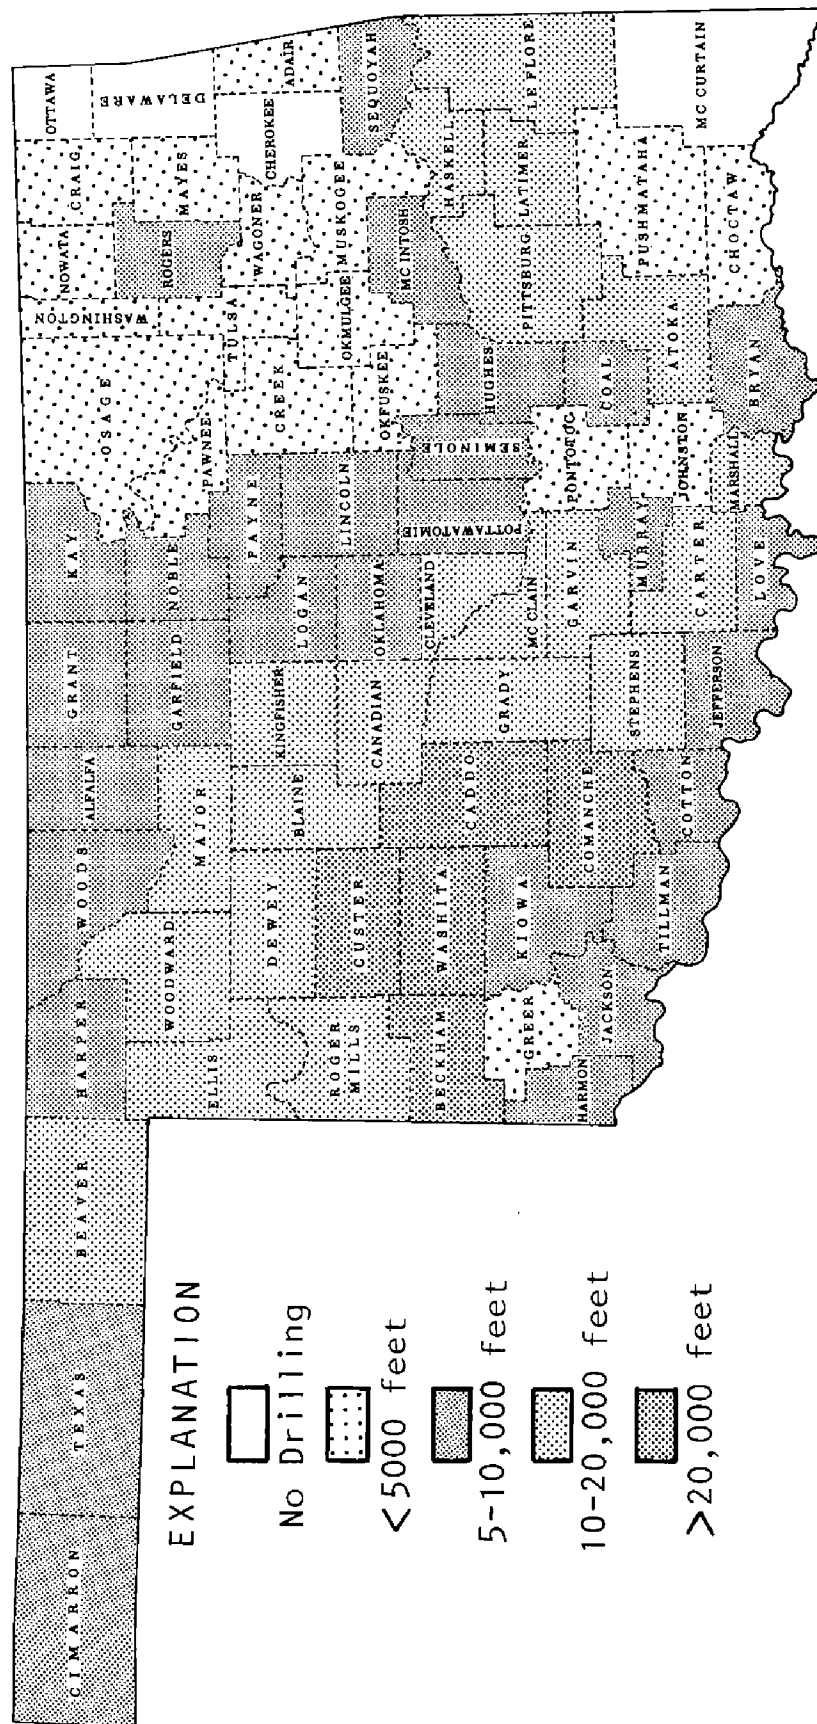 CIMARRON
TEXAS
BEAVER
HARPER
WOODS
ALFALFA
GRANT
KAY
OSAGE
WASHINGTON
NOWATA
CRAIG
OTTAWA
ELLIS
WOODWARD
MAJOR
GARFIELD
NOBLE
PAWNEE
ROGERS
MAYES
DELAWARE
ROGER
MILLS
DEWEY
BLAINE
KINGFISHER
LOGAN
PAYNE
CREEK
TULSA
WAGONER
CHEROKEE
ADAIR
BECKHAM
CUSTER
WASHITA
CADDO
CANADIAN
OKLAHOMA
LINCOLN
OKFUSKEE
OKMULGEE
MUSKOGEE
SEQUOYAH
GREER
KIOWA
GRADY
CLEVELAND
MC CLAIN
POTTAWATOMIE
SEMINOLE
HUGHES
MC INTOSH
HASKELL
HARMON
JACKSON
COMANCHE
STEPHENS
GARVIN
PONTOTOC
COAL
PITTSBURG
LATIMER
LE FLORE
TILLMAN
COTTON
JEFFERSON
CARTER
MURRAY
JOHNSTON
ATOKA
PUSHMATAHA
MC CURTAIN
LOVE
MARSHALL
BRYAN
CHOCTAW
EXPLANATION
No Drilling
<5000 feet
5-10,000 feet
10-20,000 feet
>20,000 feet